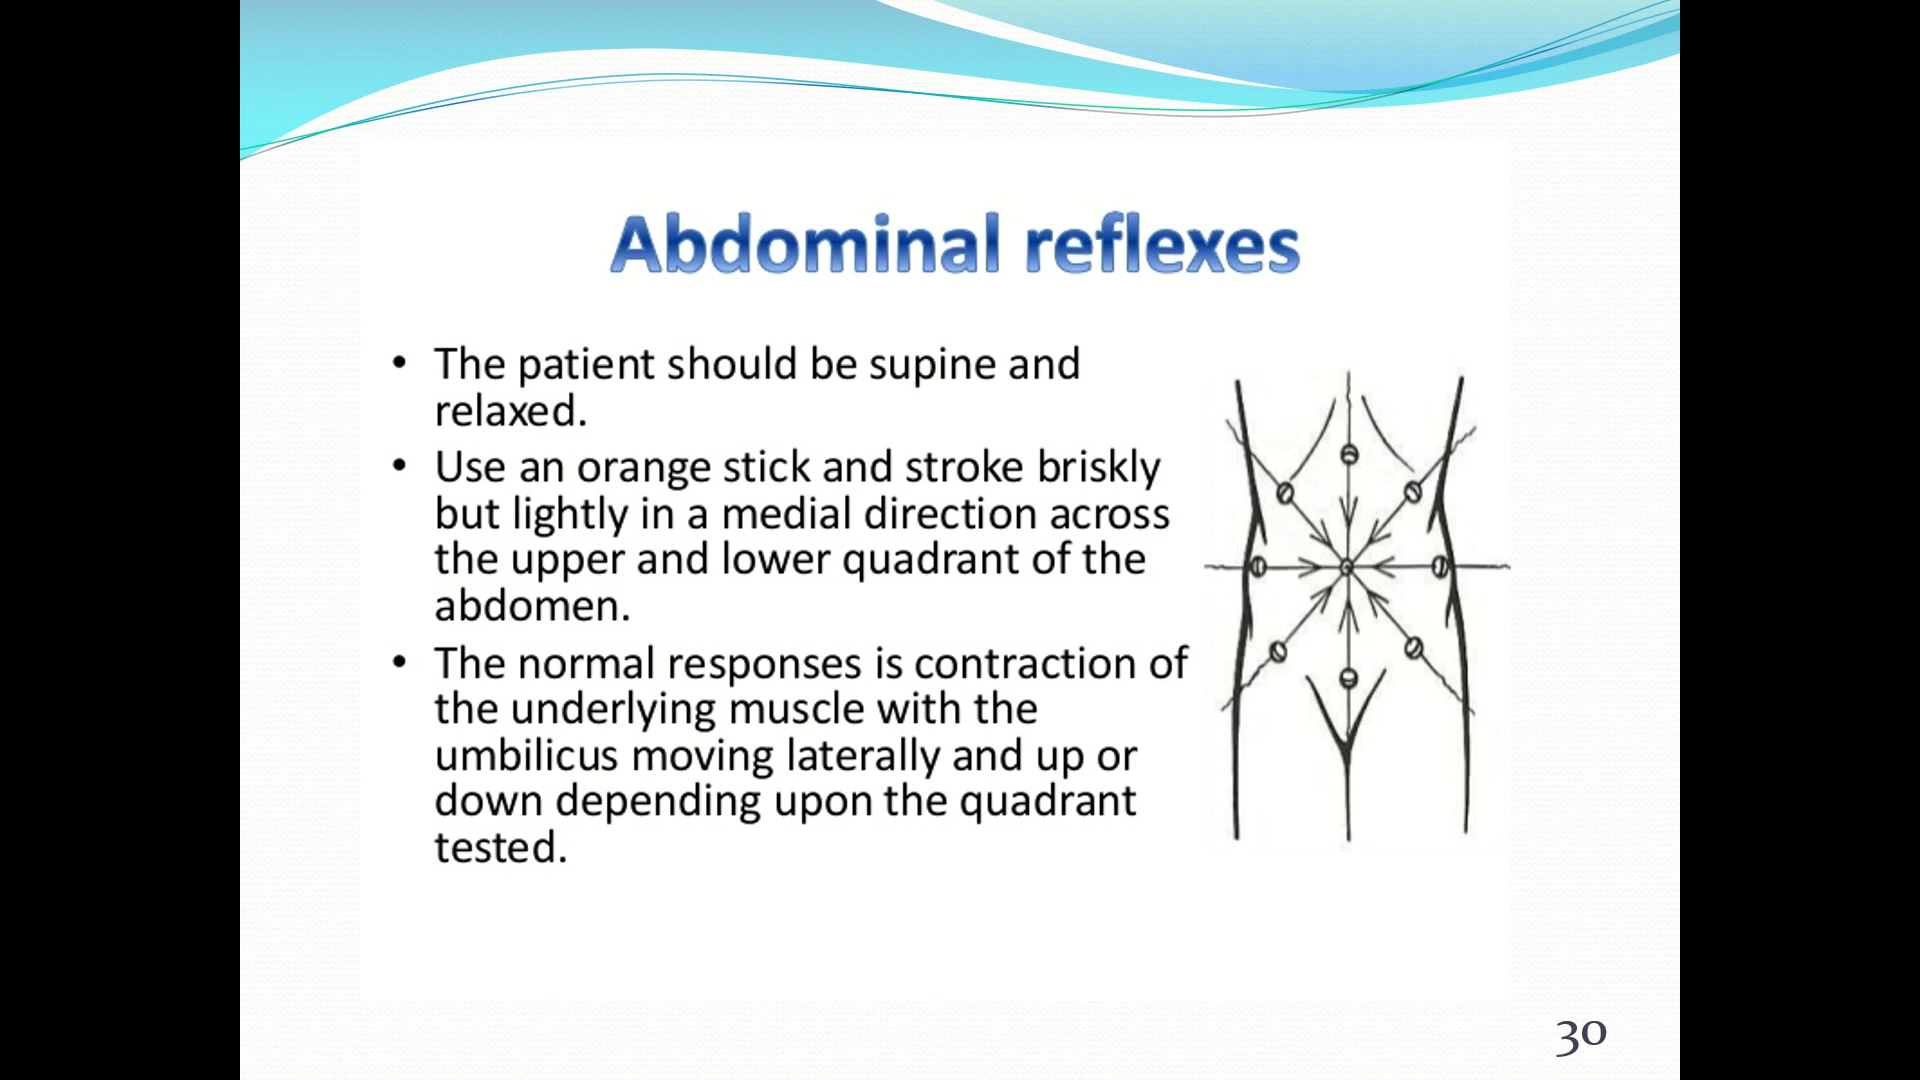 Abdominal reflexes
• The patient should be supine and
relaxed.
• Use an orange stick and stroke briskly
but lightly in a medial direction across
the upper and lower quadrant of the
abdomen.
• The normal responses is contraction of
the underlying muscle with the
umbilicus moving laterally and up or
down depending upon the quadrant
tested.
30